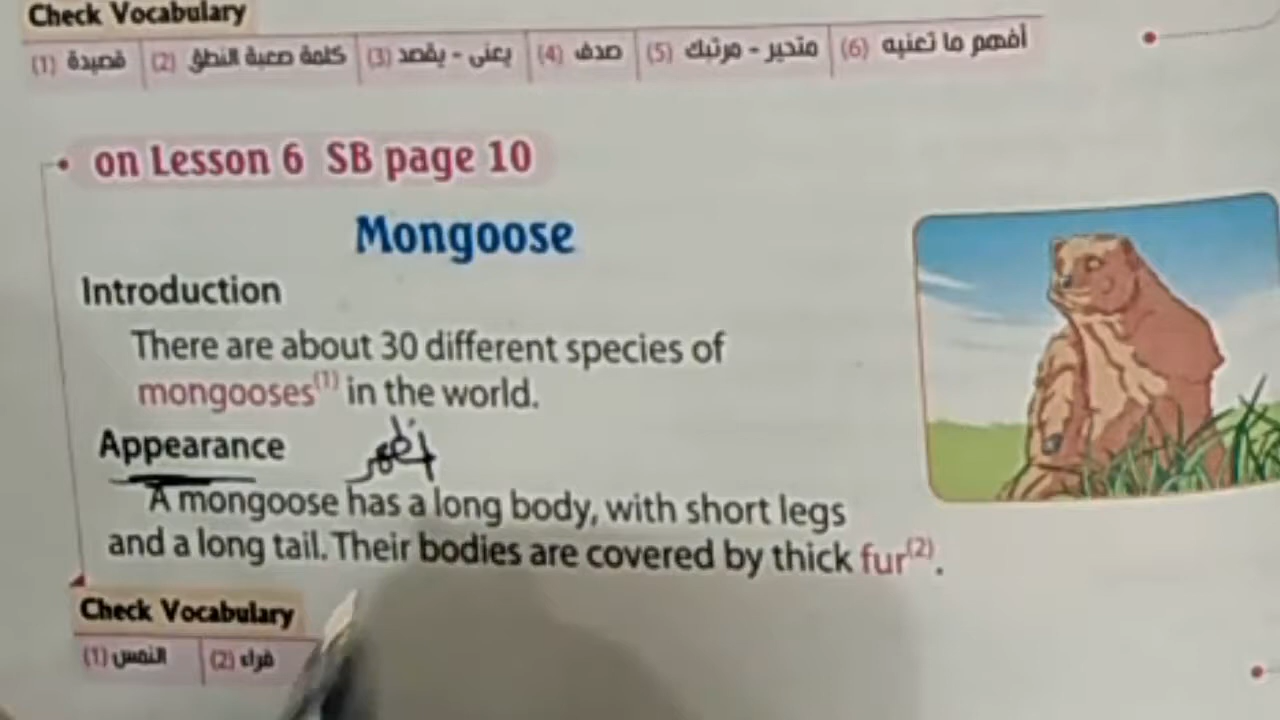 Check Vocabulary
(1) قصيدة (2) كلمة صعبة النطق (3) يعنى - يقصد (4) صدف (5) متحير - مرتبك (6) أفهم ما تعنيه
on Lesson 6 SB page 10
Mongoose
Introduction
There are about 30 different species of
mongooses(1) in the world.
Appearance
A mongoose has a long body, with short legs
and a long tail. Their bodies are covered by thick fur(2).
Check Vocabulary
(1) النمس (2) فراء